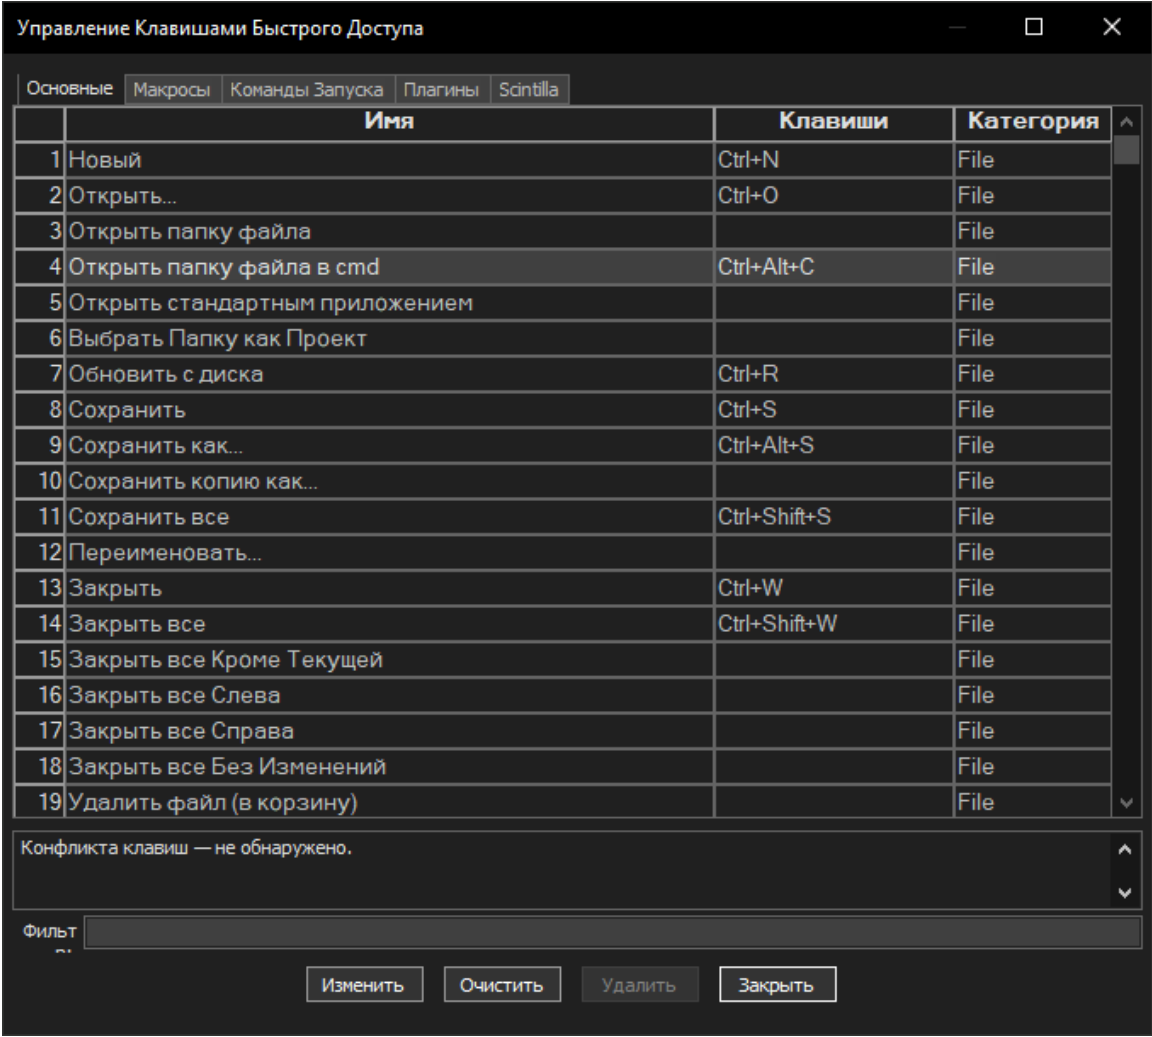 Управление Клавишами Быстрого Доступа
Основные Макросы Команды Запуска Плагины Scintilla
Имя Клавиши Категория
1 Новый Ctrl+N File
2 Открыть... Ctrl+O File
3 Открыть папку файла File
4 Открыть папку файла в cmd Ctrl+Alt+C File
5 Открыть стандартным приложением File
6 Выбрать Папку как Проект File
7 Обновить с диска Ctrl+R File
8 Сохранить Ctrl+S File
9 Сохранить как... Ctrl+Alt+S File
10 Сохранить копию как... File
11 Сохранить все Ctrl+Shift+S File
12 Переименовать... File
13 Закрыть Ctrl+W File
14 Закрыть все Ctrl+Shift+W File
15 Закрыть все Кроме Текущей File
16 Закрыть все Слева File
17 Закрыть все Справа File
18 Закрыть все Без Изменений File
19 Удалить файл (в корзину) File
Конфликта клавиш — не обнаружено.
Фильт
Изменить Очистить Удалить Закрыть